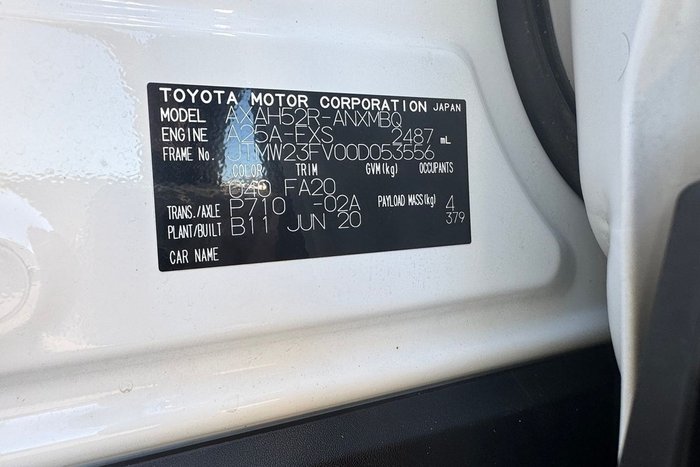 TOYOTA MOTOR CORPORATION JAPAN
MODEL AXAH52R-ANXMBQ
ENGINE A25A-FXS 2487 mL
FRAME No. JTMW23FV00D053556
COLOR TRIM GVM(kg) OCCUPANTS
040 FA20
TRANS./AXLE P710 -02A PAYLOAD MASS(kg) 4
PLANT/BUILT B11 JUN 20 379
CAR NAME